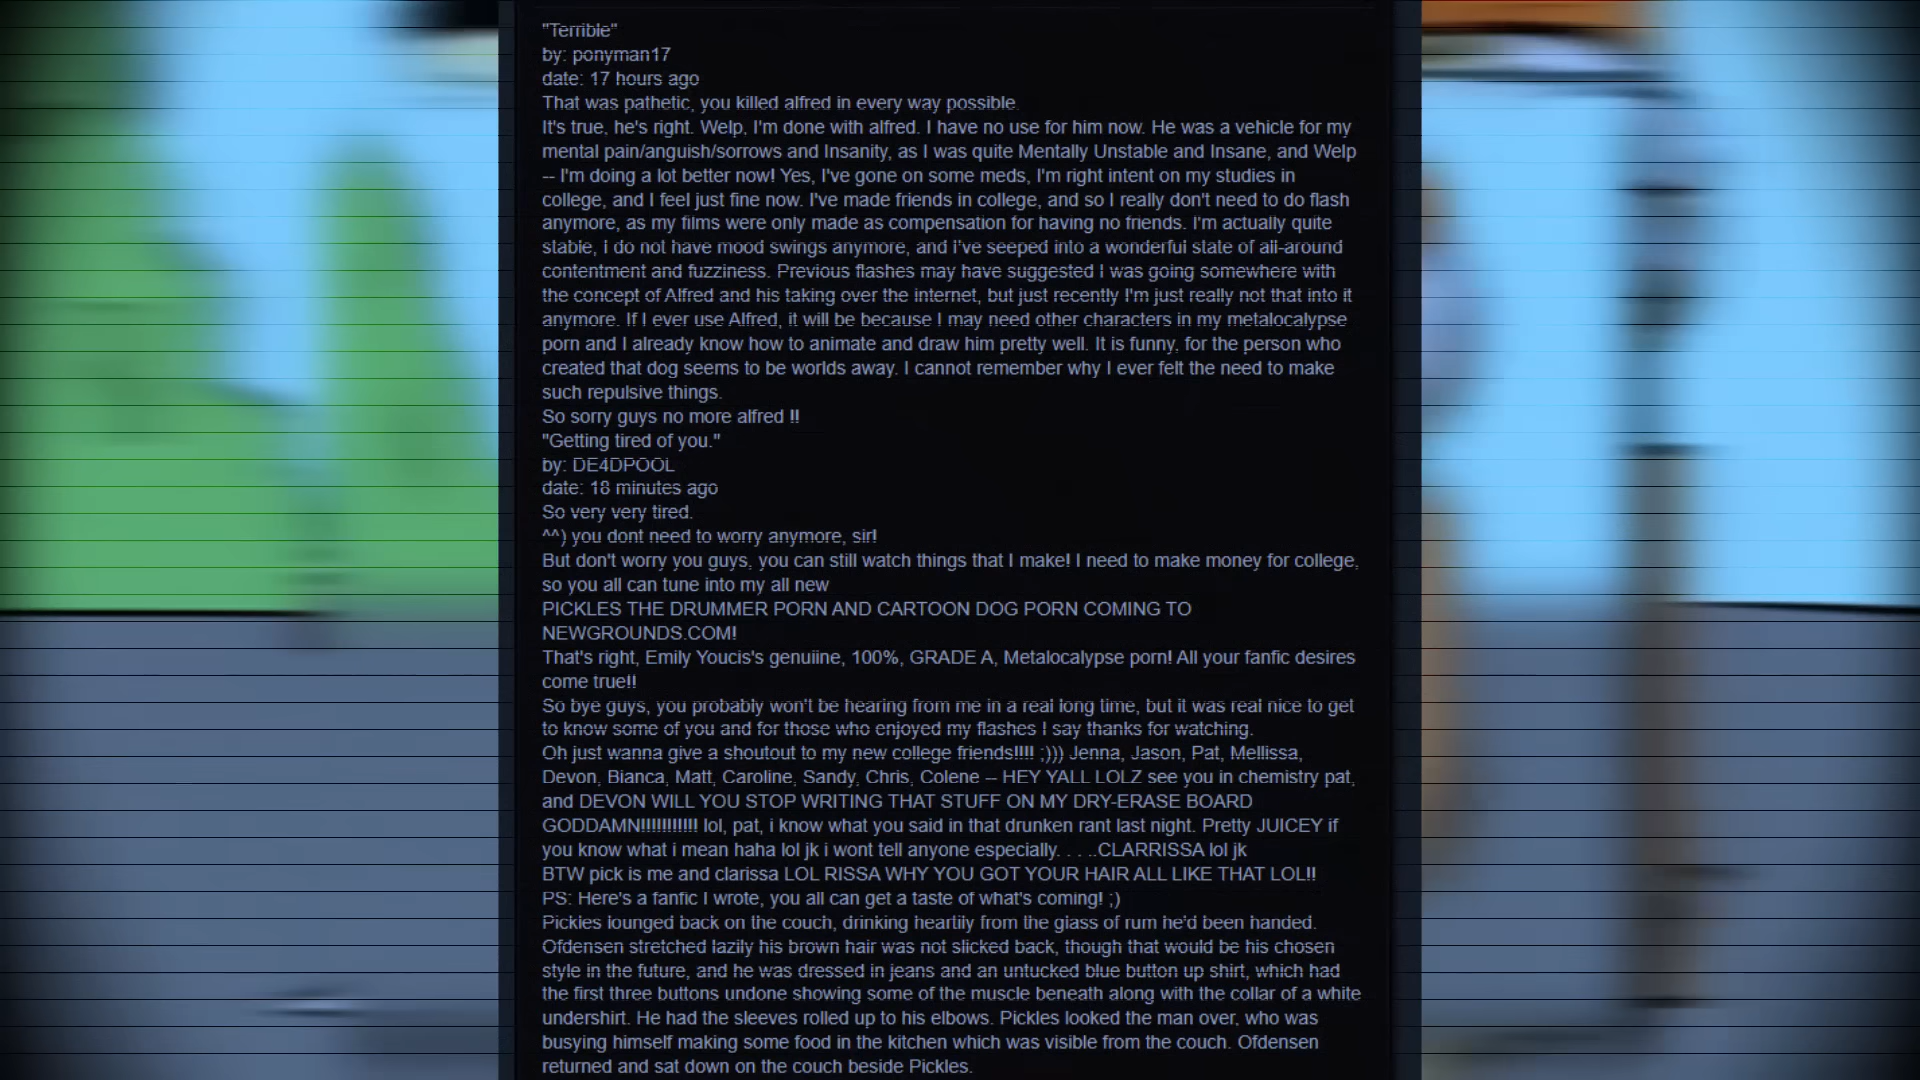 "Terrible"
by: ponyman17
date: 17 hours ago
That was pathetic, you killed alfred in every way possible.
It's true, he's right. Welp, I'm done with alfred. I have no use for him now. He was a vehicle for my
mental pain/anguish/sorrows and Insanity, as I was quite Mentally Unstable and Insane, and Welp
-- I'm doing a lot better now! Yes, I've gone on some meds, I'm right intent on my studies in
college, and I feel just fine now. I've made friends in college, and so I really don't need to do flash
anymore, as my films were only made as compensation for having no friends. I'm actually quite
stable, I do not have mood swings anymore, and I've seeped into a wonderful state of all-around
contentment and fuzziness. Previous flashes may have suggested I was going somewhere with
the concept of Alfred and his taking over the internet, but just recently I'm just really not that into it
anymore. If I ever use Alfred, it will be because I may need other characters in my metalocalypse
porn and I already know how to animate and draw him pretty well. It is funny, for the person who
created that dog seems to be worlds away. I cannot remember why I ever felt the need to make
such repulsive things.
So sorry guys no more alfred !!
"Getting tired of you."
by: DE4DPOOL
date: 18 minutes ago
So very very tired.
^^) you dont need to worry anymore, sir!
But don't worry you guys, you can still watch things that I make! I need to make money for college,
so you all can tune into my all new
PICKLES THE DRUMMER PORN AND CARTOON DOG PORN COMING TO
NEWGROUNDS.COM!
That's right, Emily Youcis's genuiine, 100%, GRADE A, Metalocalypse porn! All your fanfic desires
come true!!
So bye guys, you probably won't be hearing from me in a real long time, but it was real nice to get
to know some of you and for those who enjoyed my flashes I say thanks for watching.
Oh just wanna give a shoutout to my new college friends!!!! ;))) Jenna, Jason, Pat, Mellissa,
Devon, Bianca, Matt, Caroline, Sandy, Chris, Colene -- HEY YALL LOLZ see you in chemistry pat,
and DEVON WILL YOU STOP WRITING THAT STUFF ON MY DRY-ERASE BOARD
GODDAMN!!!!!!!!!!! lol, pat, i know what you said in that drunken rant last night. Pretty JUICEY if
you know what i mean haha lol jk i wont tell anyone especially. . . ..CLARRISSA lol jk
BTW pick is me and clarissa LOL RISSA WHY YOU GOT YOUR HAIR ALL LIKE THAT LOL!!
PS: Here's a fanfic I wrote, you all can get a taste of what's coming! ;)
Pickles lounged back on the couch, drinking heartily from the glass of rum he'd been handed.
Ofdensen stretched lazily his brown hair was not slicked back, though that would be his chosen
style in the future, and he was dressed in jeans and an untucked blue button up shirt, which had
the first three buttons undone showing some of the muscle beneath along with the collar of a white
undershirt. He had the sleeves rolled up to his elbows. Pickles looked the man over, who was
busying himself making some food in the kitchen which was visible from the couch. Ofdensen
returned and sat down on the couch beside Pickles.